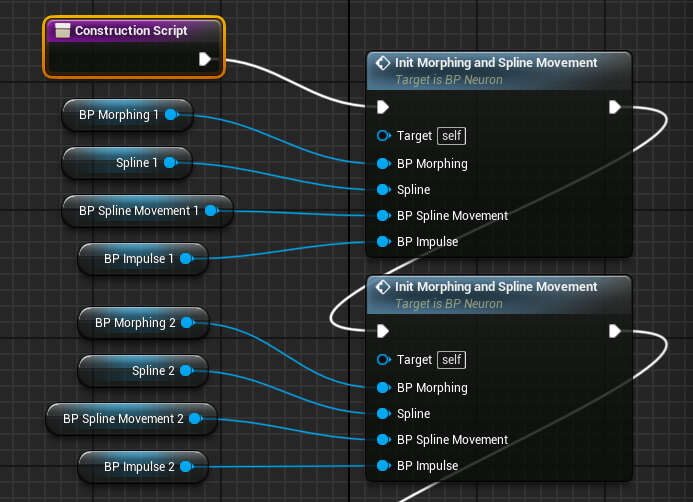 Construction Script
Init Morphing and Spline Movement
Target is BP Neuron
BP Morphing 1
Target self
Spline 1
BP Morphing
Spline
BP Spline Movement 1
BP Spline Movement
BP Impulse 1
BP Impulse
Init Morphing and Spline Movement
Target is BP Neuron
BP Morphing 2
Target self
Spline 2
BP Morphing
Spline
BP Spline Movement 2
BP Spline Movement
BP Impulse 2
BP Impulse